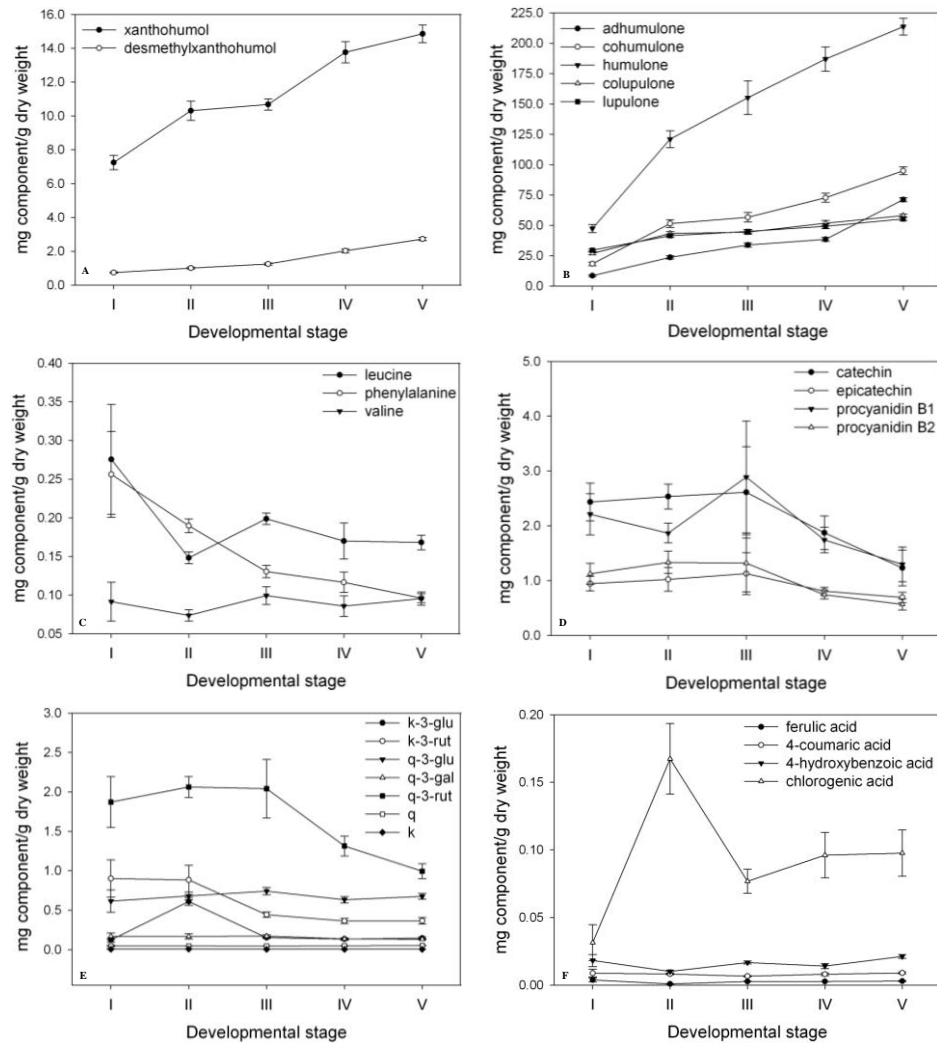 xanthohumol
desmethylxanthohumol
mg component/g dry weight
16.0
14.0
12.0
10.0
8.0
6.0
4.0
2.0
0.0
A
I II III IV V
Developmental stage
adhumulone
cohumulone
humulone
colupulone
lupulone
mg component/g dry weight
225.0
200.0
175.0
150.0
125.0
100.0
75.0
50.0
25.0
0.0
B
I II III IV V
Developmental stage
leucine
phenylalanine
valine
mg component/g dry weight
0.40
0.35
0.30
0.25
0.20
0.15
0.10
0.05
C
I II III IV V
Developmental stage
catechin
epicatechin
procyanidin B1
procyanidin B2
mg component/g dry weight
5.0
4.0
3.0
2.0
1.0
0.0
D
I II III IV V
Developmental stage
k-3-glu
k-3-rut
q-3-glu
q-3-gal
q-3-rut
q
k
mg component/g dry weight
3.0
2.5
2.0
1.5
1.0
0.5
0.0
E
I II III IV V
Developmental stage
ferulic acid
4-coumaric acid
4-hydroxybenzoic acid
chlorogenic acid
mg component/g dry weight
0.20
0.15
0.10
0.05
0.00
F
I II III IV V
Developmental stage